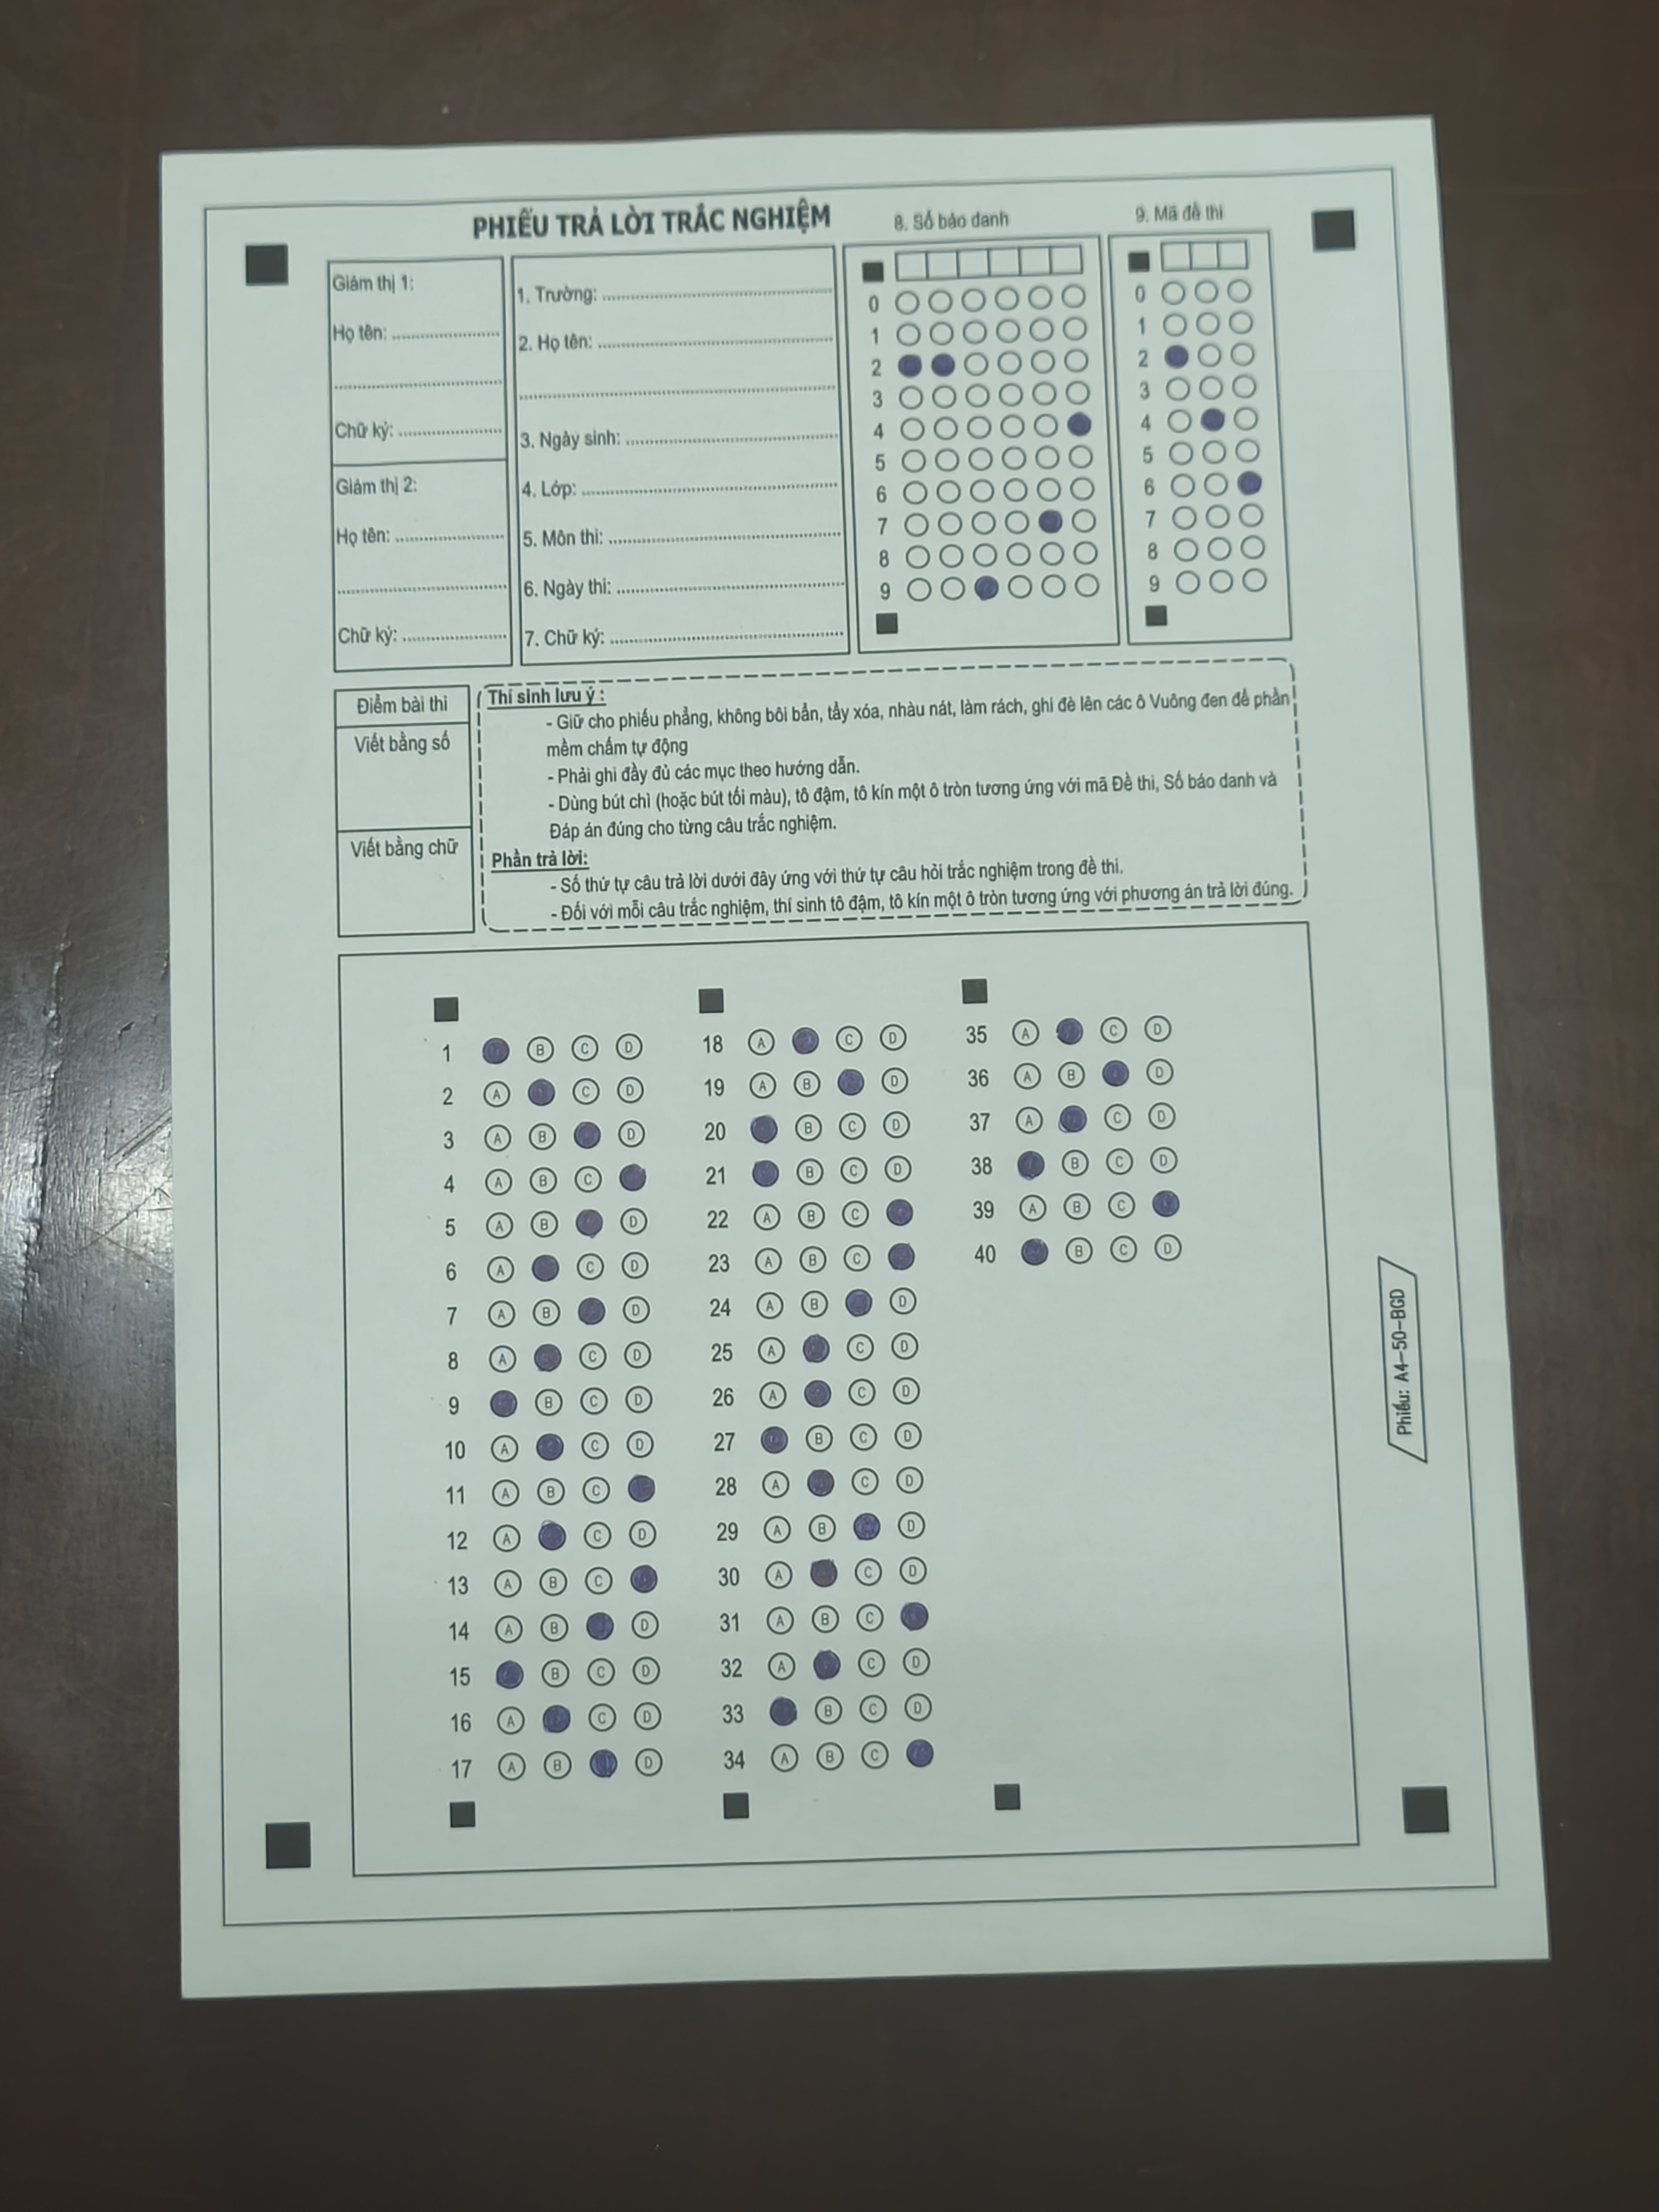 PHIẾU TRẢ LỜI TRẮC NGHIỆM
8. Số báo danh
9. Mã đề thi
Giám thị 1:
Họ tên:
Chữ ký:
Giám thị 2:
Họ tên:
Chữ ký:
1. Trường:
2. Họ tên:
3. Ngày sinh:
4. Lớp:
5. Môn thi:
6. Ngày thi:
7. Chữ ký:
0
1
2
3
4
5
6
7
8
9
0
1
2
3
4
5
6
7
8
9
Điểm bài thi
Viết bằng số
Viết bằng chữ
Thí sinh lưu ý :
- Giữ cho phiếu phẳng, không bôi bẩn, tẩy xóa, nhàu nát, làm rách, ghi đè lên các ô Vuông đen để phần
mềm chấm tự động
- Phải ghi đầy đủ các mục theo hướng dẫn.
- Dùng bút chì (hoặc bút tối màu), tô đậm, tô kín một ô tròn tương ứng với mã Đề thi, Số báo danh và
Đáp án đúng cho từng câu trắc nghiệm.
Phần trả lời:
- Số thứ tự câu trả lời dưới đây ứng với thứ tự câu hỏi trắc nghiệm trong đề thi.
- Đối với mỗi câu trắc nghiệm, thí sinh tô đậm, tô kín một ô tròn tương ứng với phương án trả lời đúng.
1 B C D
2 A C D
3 A B D
4 A B C
5 A B D
6 A C D
7 A B D
8 A C D
9 B C D
10 A C D
11 A B C
12 A C D
13 A B C
14 A B D
15 B C D
16 A C D
17 A B D
18 A C D
19 A B D
20 B C D
21 B C D
22 A B C
23 A B C
24 A B D
25 A C D
26 A C D
27 B C D
28 A C D
29 A B D
30 A C D
31 A B C
32 A C D
33 B C D
34 A B C
35 A C D
36 A B D
37 A C D
38 B C D
39 A B C
40 B C D
Phiếu: A4-50-BGD